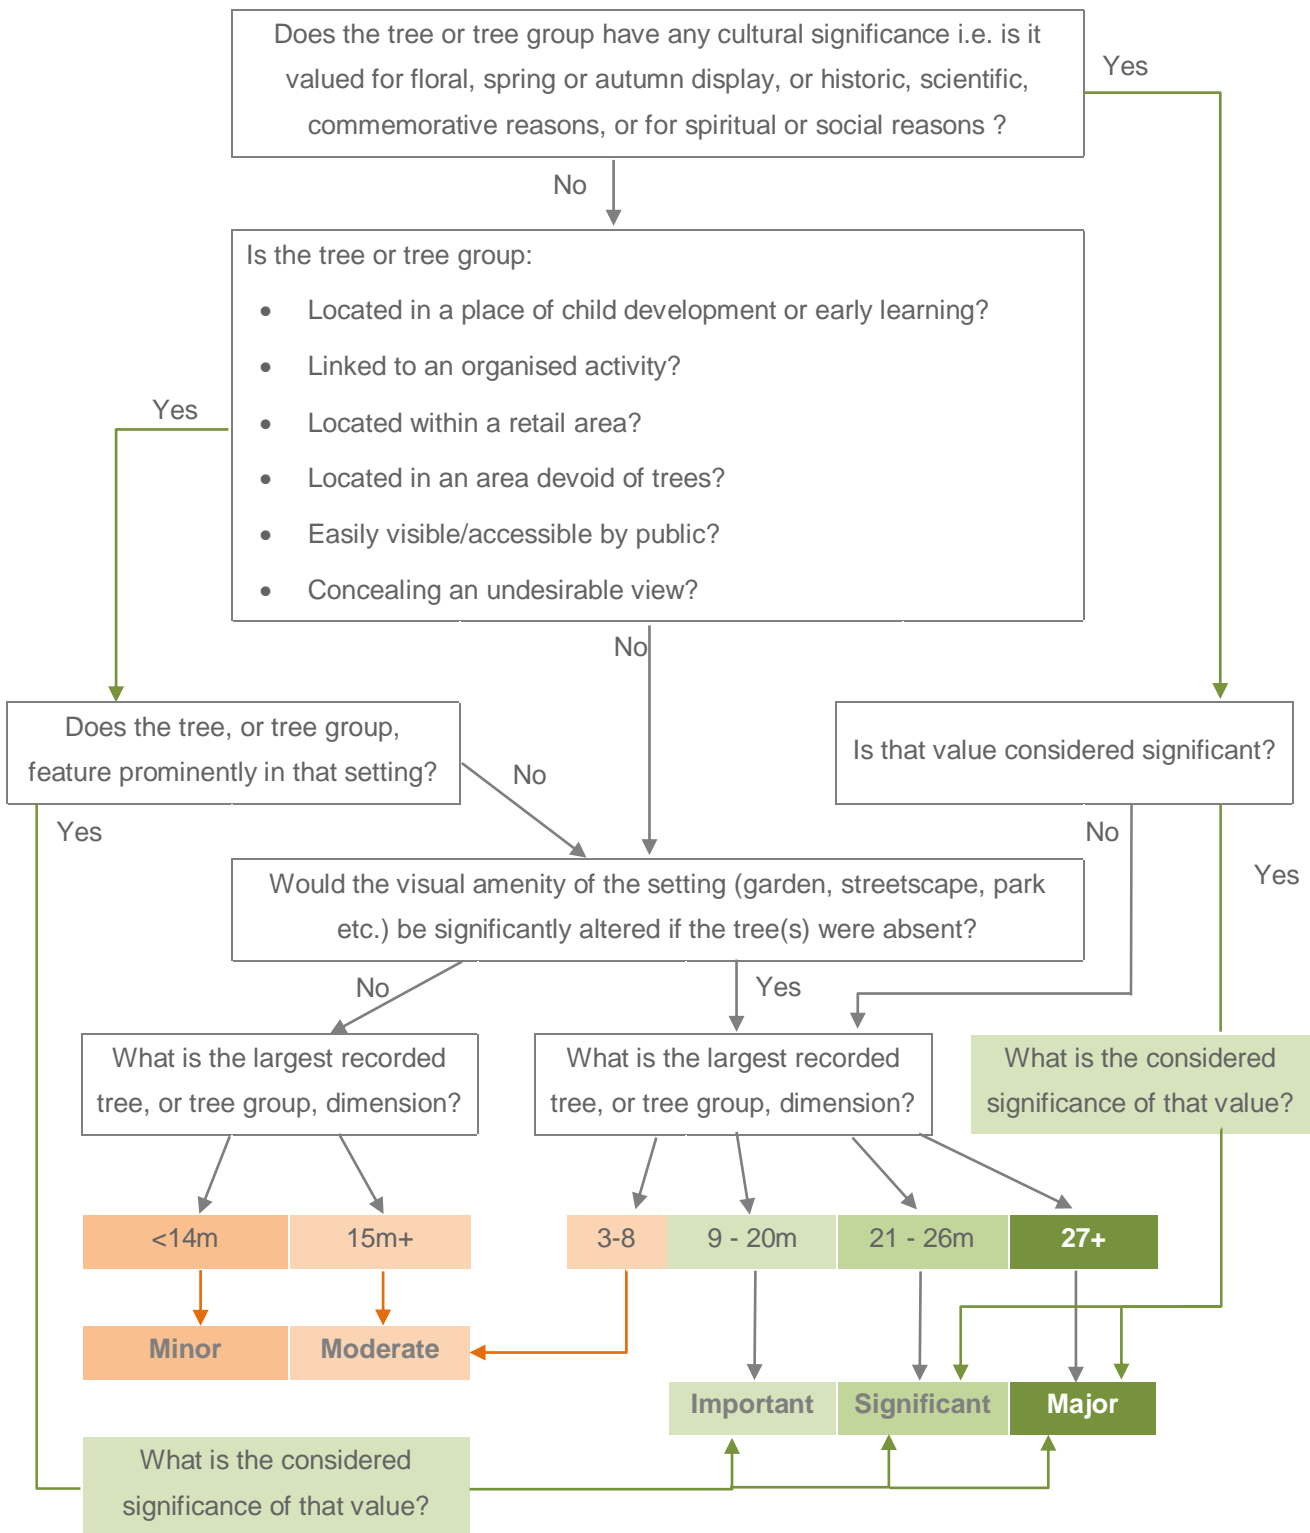 Does the tree or tree group have any cultural significance i.e. is it
valued for floral, spring or autumn display, or historic, scientific,
commemorative reasons, or for spiritual or social reasons ?
Yes
No
Is the tree or tree group:
• Located in a place of child development or early learning?
• Linked to an organised activity?
• Located within a retail area?
• Located in an area devoid of trees?
• Easily visible/accessible by public?
• Concealing an undesirable view?
Yes
No
Does the tree, or tree group,
feature prominently in that setting?
Is that value considered significant?
No
Yes
No
Yes
Would the visual amenity of the setting (garden, streetscape, park
etc.) be significantly altered if the tree(s) were absent?
No
Yes
What is the largest recorded
tree, or tree group, dimension?
What is the largest recorded
tree, or tree group, dimension?
What is the considered
significance of that value?
<14m
15m+
3-8
9 - 20m
21 - 26m
27+
Minor
Moderate
Important
Significant
Major
What is the considered
significance of that value?